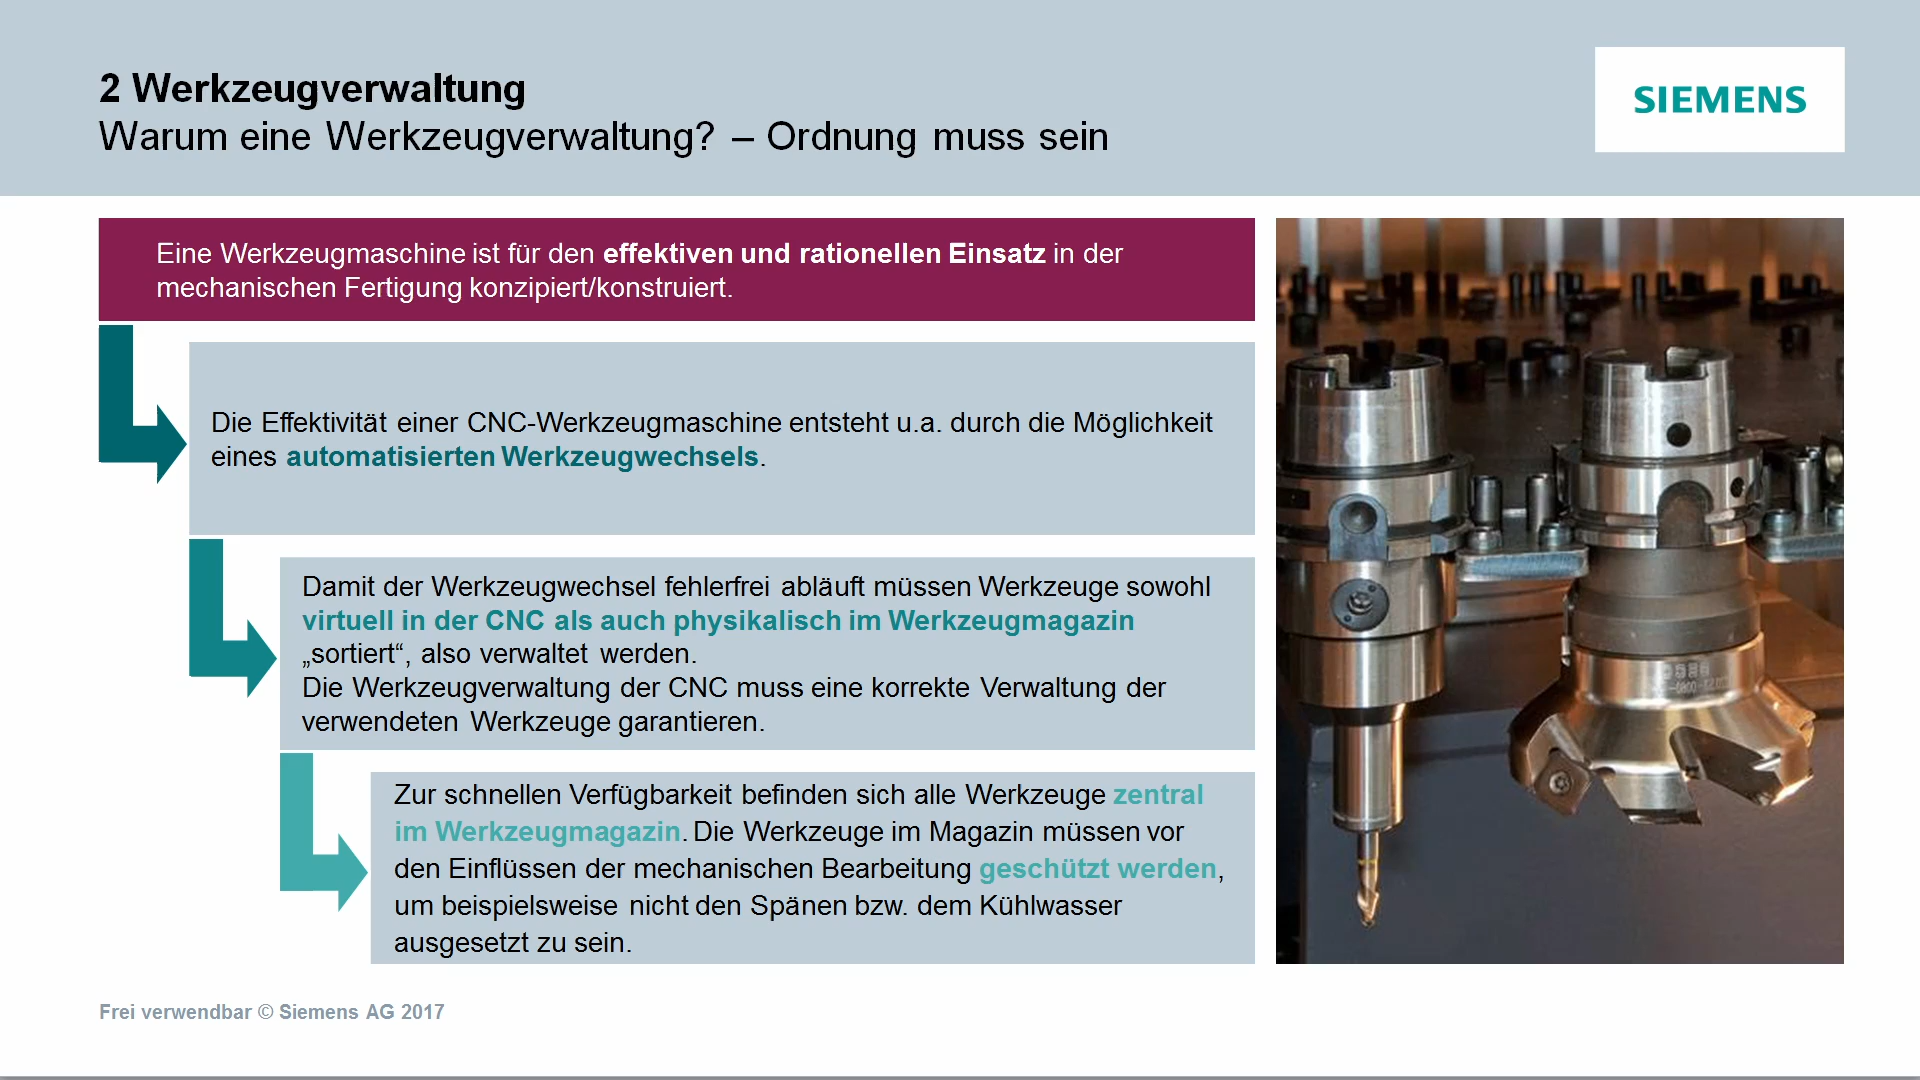 2 Werkzeugverwaltung
Warum eine Werkzeugverwaltung? – Ordnung muss sein
SIEMENS
Eine Werkzeugmaschine ist für den effektiven und rationellen Einsatz in der
mechanischen Fertigung konzipiert/konstruiert.
Die Effektivität einer CNC-Werkzeugmaschine entsteht u.a. durch die Möglichkeit
eines automatisierten Werkzeugwechsels.
Damit der Werkzeugwechsel fehlerfrei abläuft müssen Werkzeuge sowohl
virtuell in der CNC als auch physikalisch im Werkzeugmagazin
„sortiert“, also verwaltet werden.
Die Werkzeugverwaltung der CNC muss eine korrekte Verwaltung der
verwendeten Werkzeuge garantieren.
Zur schnellen Verfügbarkeit befinden sich alle Werkzeuge zentral
im Werkzeugmagazin. Die Werkzeuge im Magazin müssen vor
den Einflüssen der mechanischen Bearbeitung geschützt werden,
um beispielsweise nicht den Spänen bzw. dem Kühlwasser
ausgesetzt zu sein.
Frei verwendbar © Siemens AG 2017